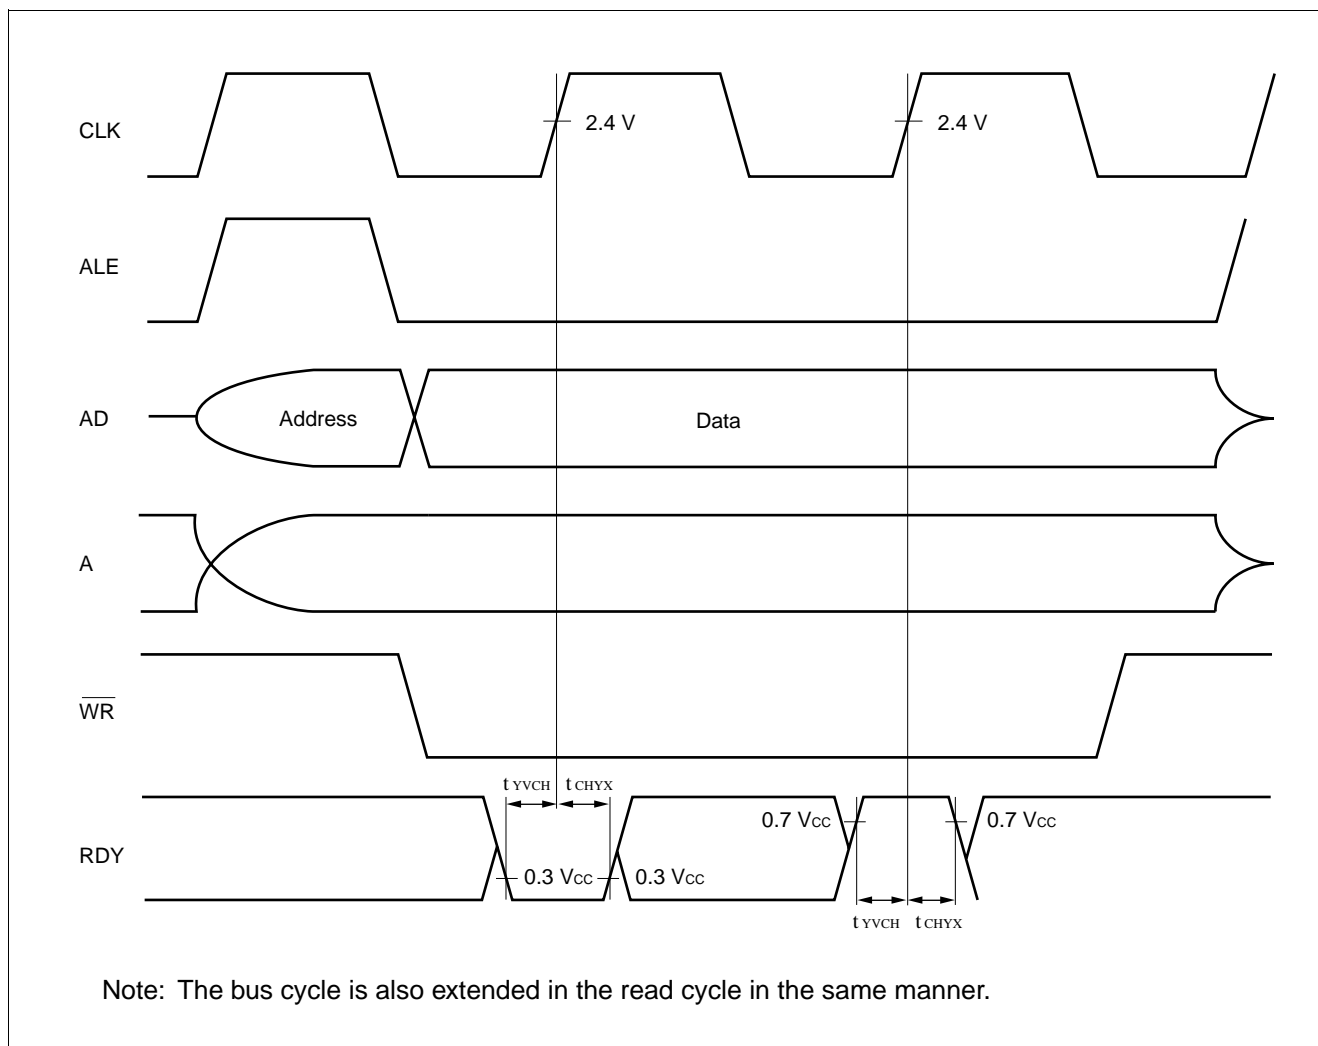 CLK
2.4 V
2.4 V
ALE
AD
Address
Data
A
WR
tYVCH
tCHYX
RDY
0.7 VCC
0.7 VCC
0.3 VCC
0.3 VCC
tYVCH
tCHYX
Note: The bus cycle is also extended in the read cycle in the same manner.